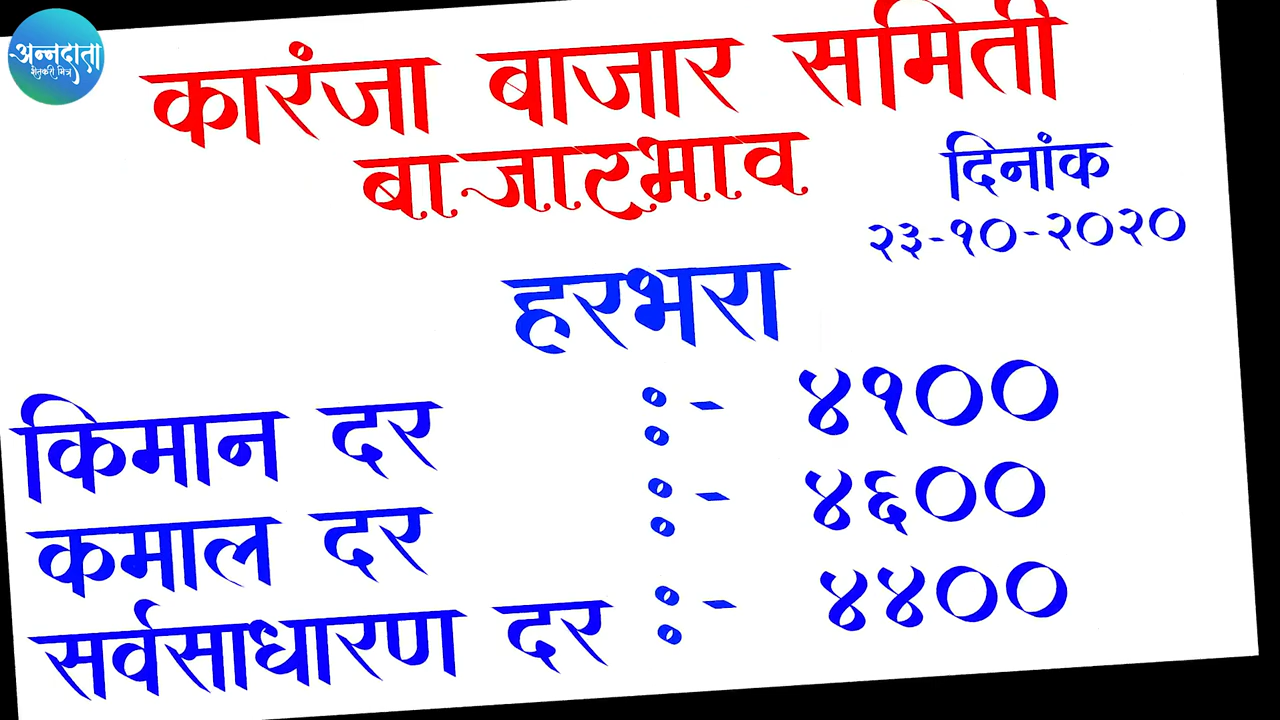 अन्नदाता
शेतकरी मित्र
कारंजा बाजार समिती
बाजारभाव
दिनांक
२३-१०-२०२०
हरभरा
किमान दर :- ४१००
कमाल दर :- ४६००
सर्वसाधारण दर :- ४४००